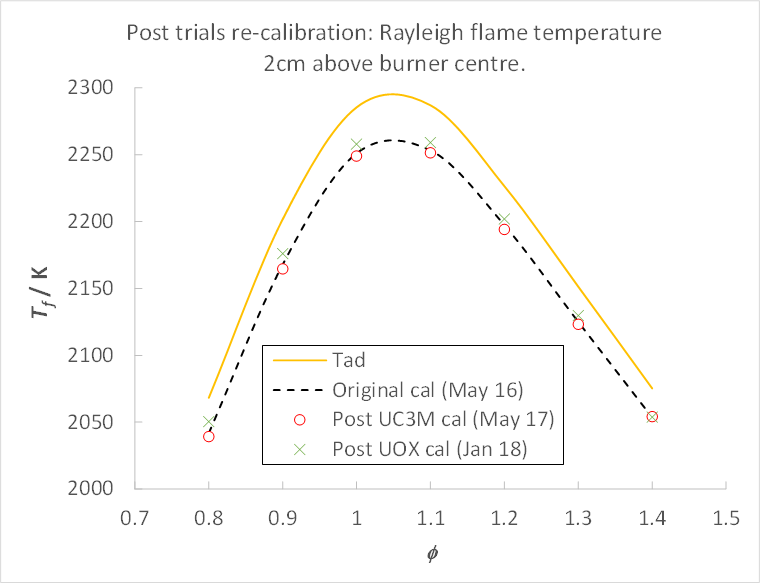 Post trials re-calibration: Rayleigh flame temperature
2cm above burner centre.
2300
2250
2200
2150
2100
2050
2000
T_f / K
Tad
Original cal (May 16)
Post UC3M cal (May 17)
Post UOX cal (Jan 18)
0.7 0.8 0.9 1 1.1 1.2 1.3 1.4 1.5
ϕ